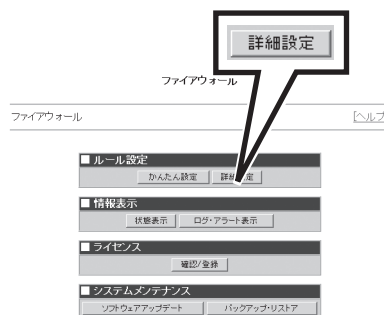 詳細設定
ファイアウォール
ファイアウォール
[ヘルプ
■ ルール設定
かんたん設定 詳細設定
■ 情報表示
状態表示 ログ・アラート表示
■ ライセンス
確認/登録
■ システムメンテナンス
ソフトウェアアップデート バックアップ・リストア